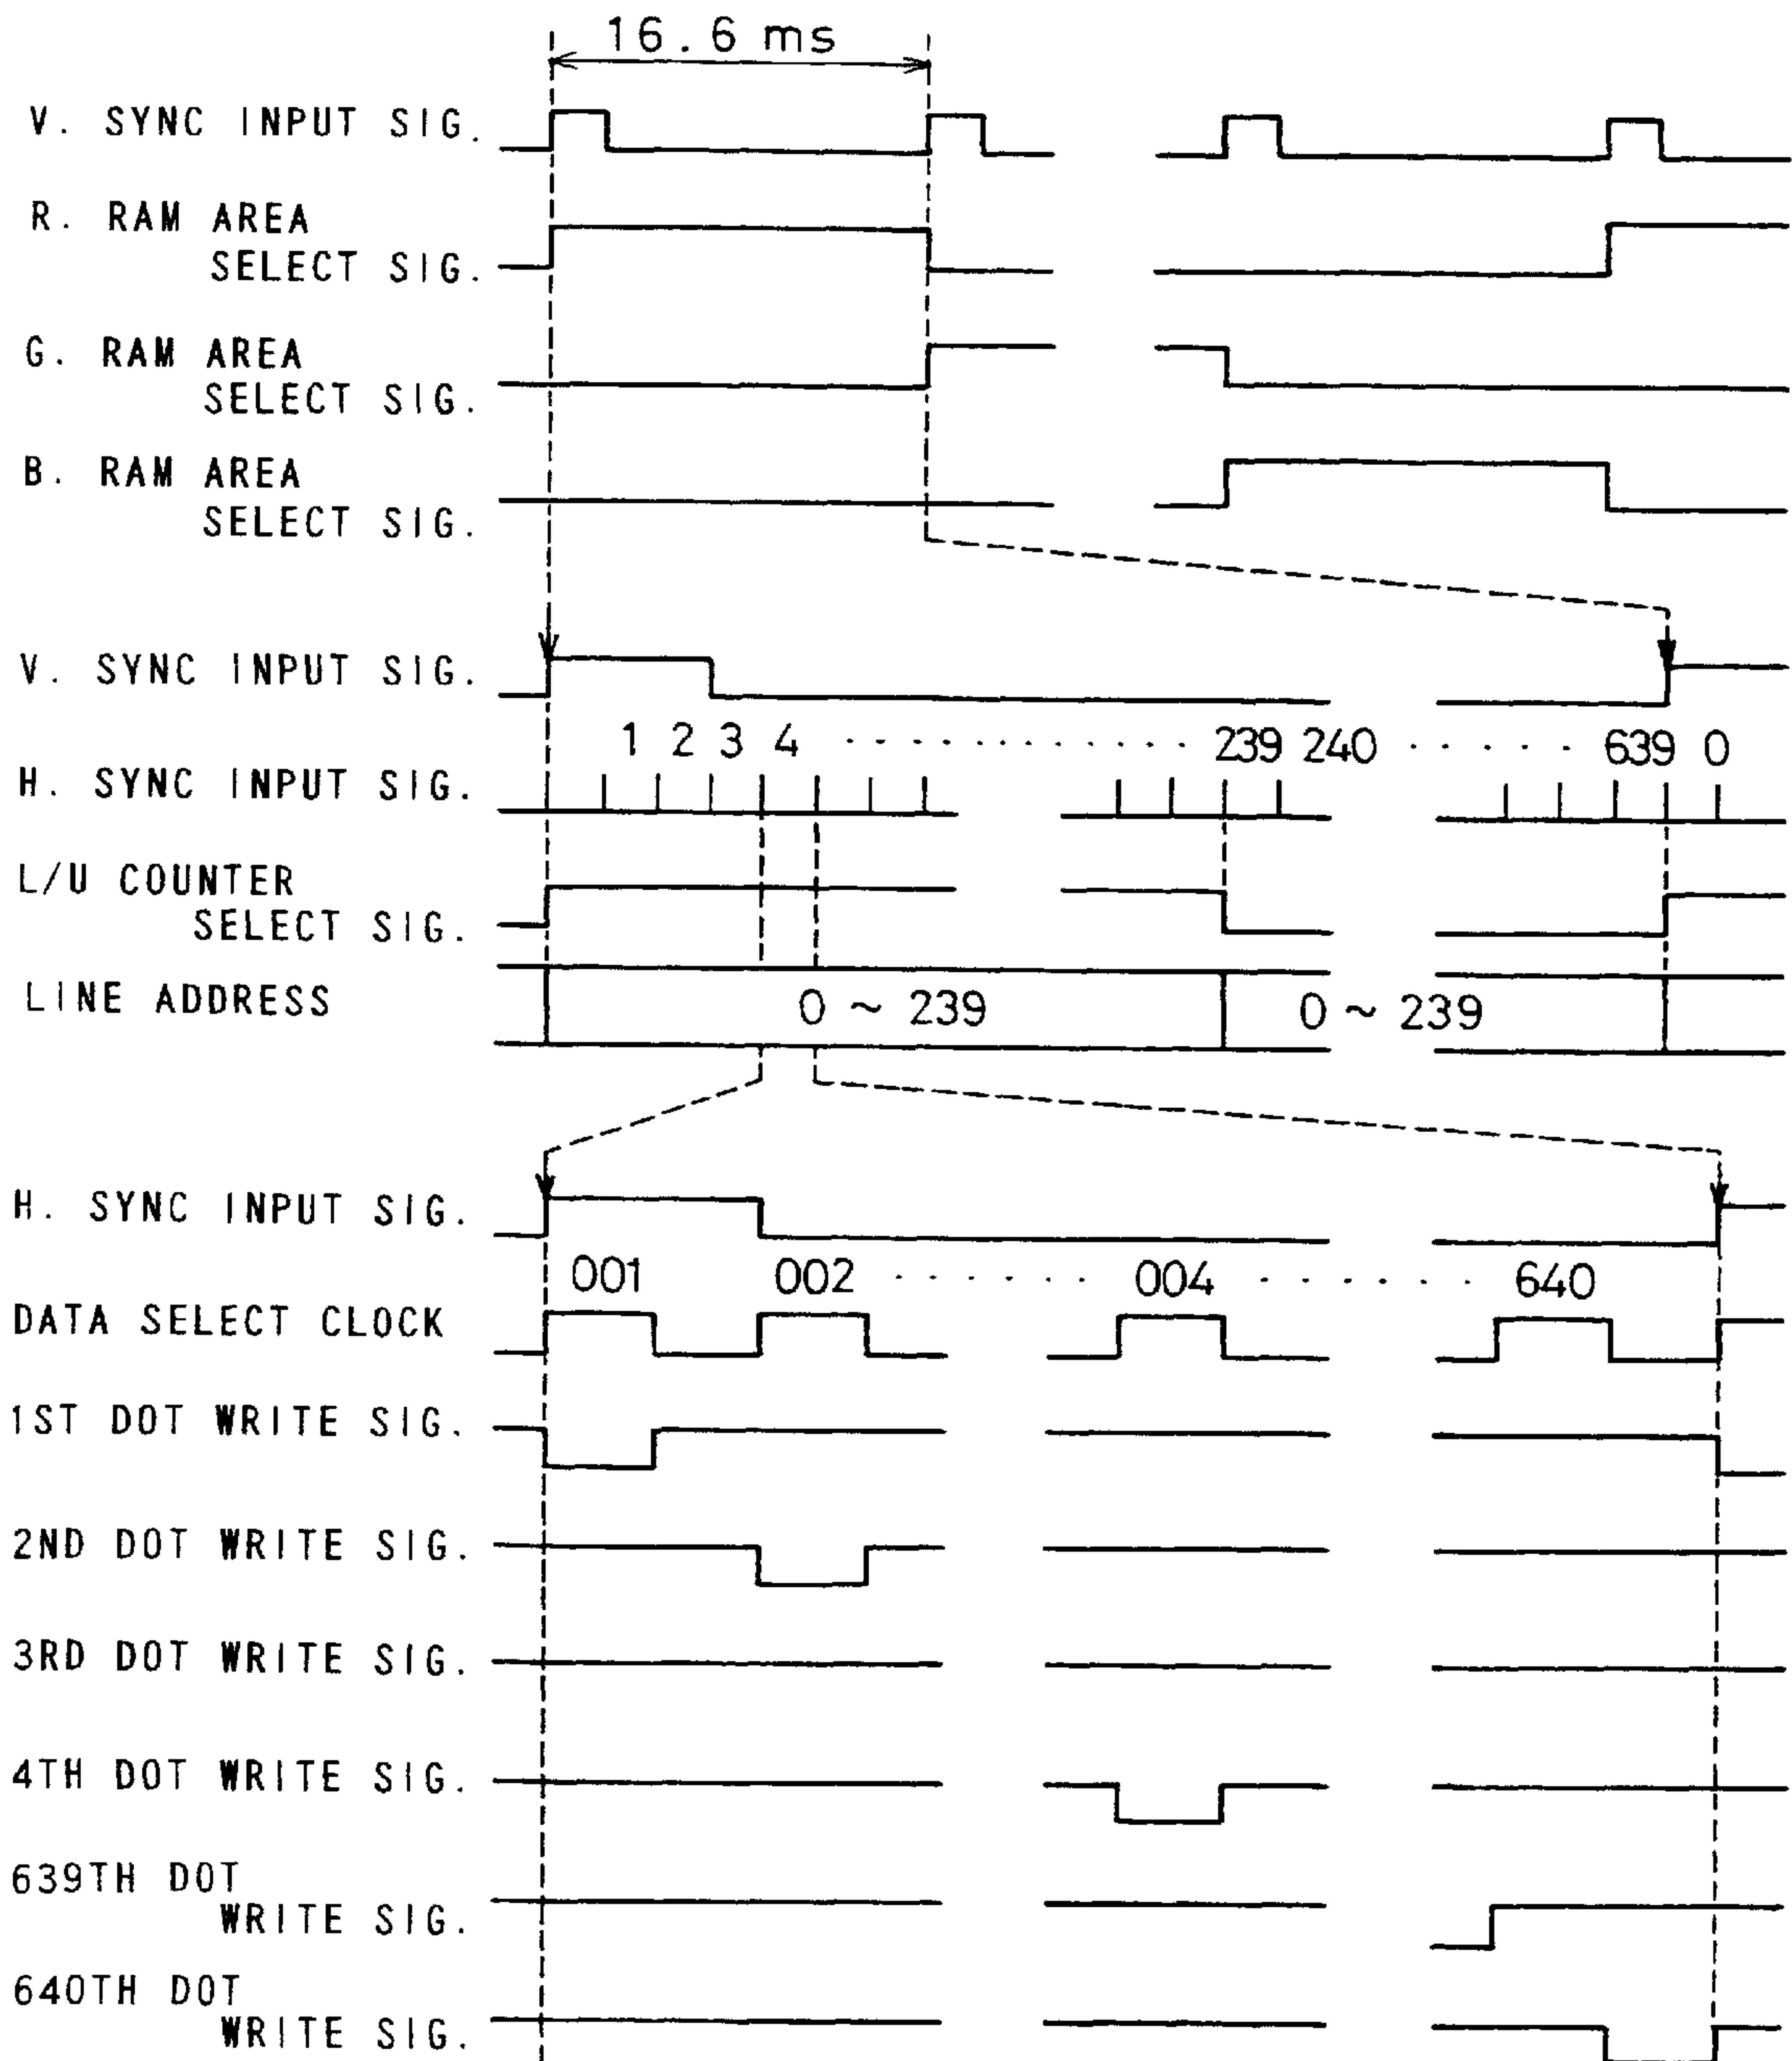 16.6 ms
V. SYNC INPUT SIG.
R. RAM AREA
SELECT SIG.
G. RAM AREA
SELECT SIG.
B. RAM AREA
SELECT SIG.
V. SYNC INPUT SIG.
1 2 3 4 ············· 239 240 ····· 639 0
H. SYNC INPUT SIG.
L/U COUNTER
SELECT SIG.
LINE ADDRESS
0 ~ 239
0 ~ 239
H. SYNC INPUT SIG.
001 002 ······ 004 ······ 640
DATA SELECT CLOCK
1ST DOT WRITE SIG.
2ND DOT WRITE SIG.
3RD DOT WRITE SIG.
4TH DOT WRITE SIG.
639TH DOT
WRITE SIG.
640TH DOT
WRITE SIG.